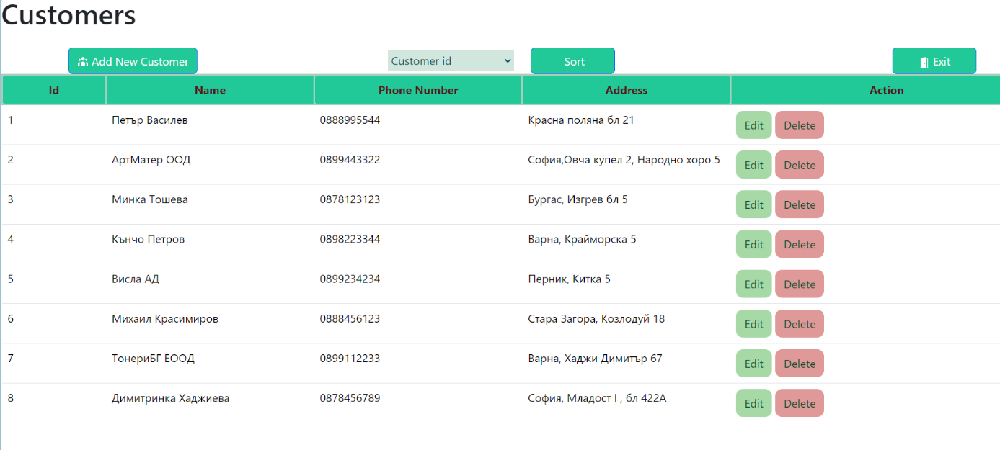 Customers
Add New Customer Customer id Sort Exit
Id Name Phone Number Address Action
1 Петър Василев 0888995544 Красна поляна бл 21 Edit Delete
2 АртМатер ООД 0899443322 София,Овча купел 2, Народно хоро 5 Edit Delete
3 Минка Тошева 0878123123 Бургас, Изгрев бл 5 Edit Delete
4 Кънчо Петров 0898223344 Варна, Крайморска 5 Edit Delete
5 Висла АД 0899234234 Перник, Китка 5 Edit Delete
6 Михаил Красимиров 0888456123 Стара Загора, Козлодуй 18 Edit Delete
7 ТонериБГ ЕООД 0899112233 Варна, Хаджи Димитър 67 Edit Delete
8 Димитринка Хаджиева 0878456789 София, Младост I , бл 422А Edit Delete